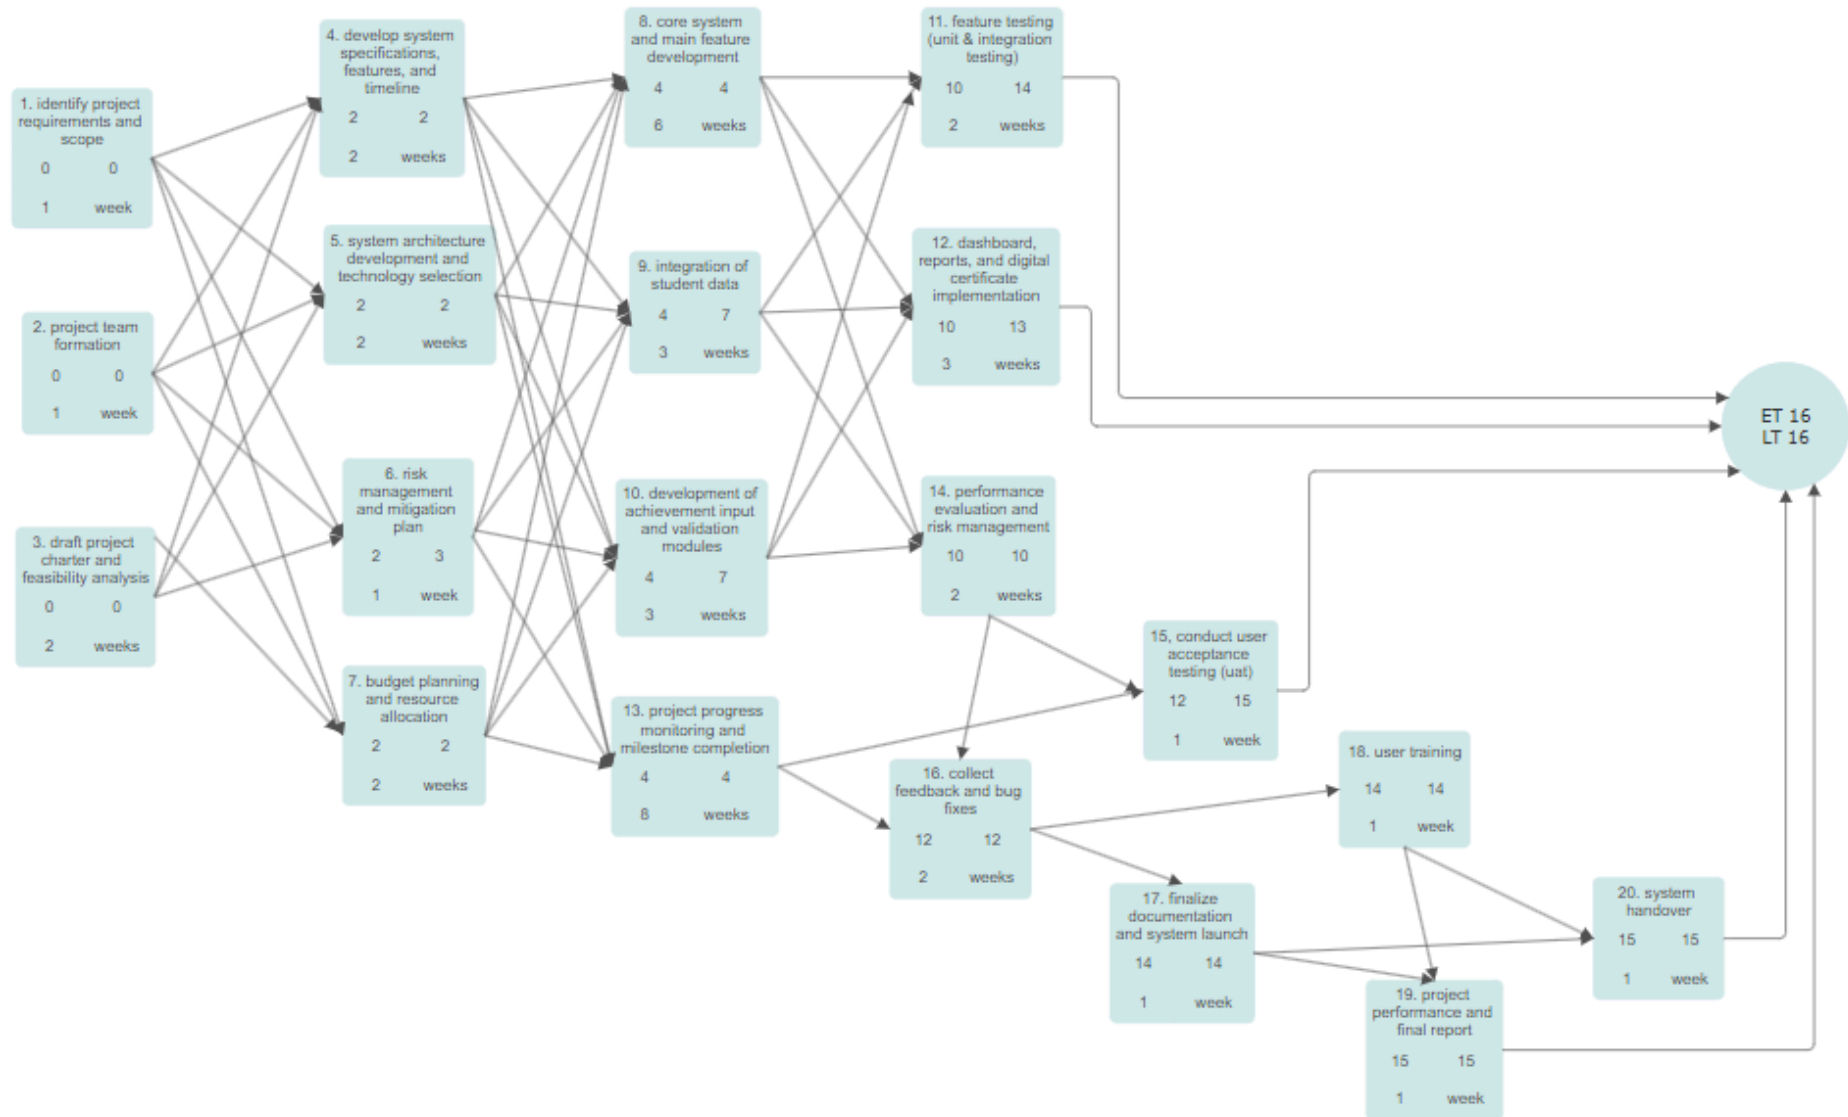 1. identify project
requirements and
scope
0 0
1 week
2. project team
formation
0 0
1 week
3. draft project
charter and
feasibility analysis
0 0
2 weeks
4. develop system
specifications,
features, and
timeline
2 2
2 weeks
5. system architecture
development and
technology selection
2 2
2 weeks
6. risk
management
and mitigation
plan
2 3
1 week
7. budget planning
and resource
allocation
2 2
2 weeks
8. core system
and main feature
development
4 4
6 weeks
9. integration of
student data
4 7
3 weeks
10. development of
achievement input
and validation
modules
4 7
3 weeks
13. project progress
monitoring and
milestone completion
4 4
8 weeks
11. feature testing
(unit & integration
testing)
10 14
2 weeks
12. dashboard,
reports, and digital
certificate
implementation
10 13
3 weeks
14. performance
evaluation and
risk management
10 10
2 weeks
15, conduct user
acceptance
testing (uat)
12 15
1 week
16. collect
feedback and bug
fixes
12 12
2 weeks
17. finalize
documentation
and system launch
14 14
1 week
18. user training
14 14
1 week
19. project
performance and
final report
15 15
1 week
20. system
handover
15 15
1 week
ET 16
LT 16